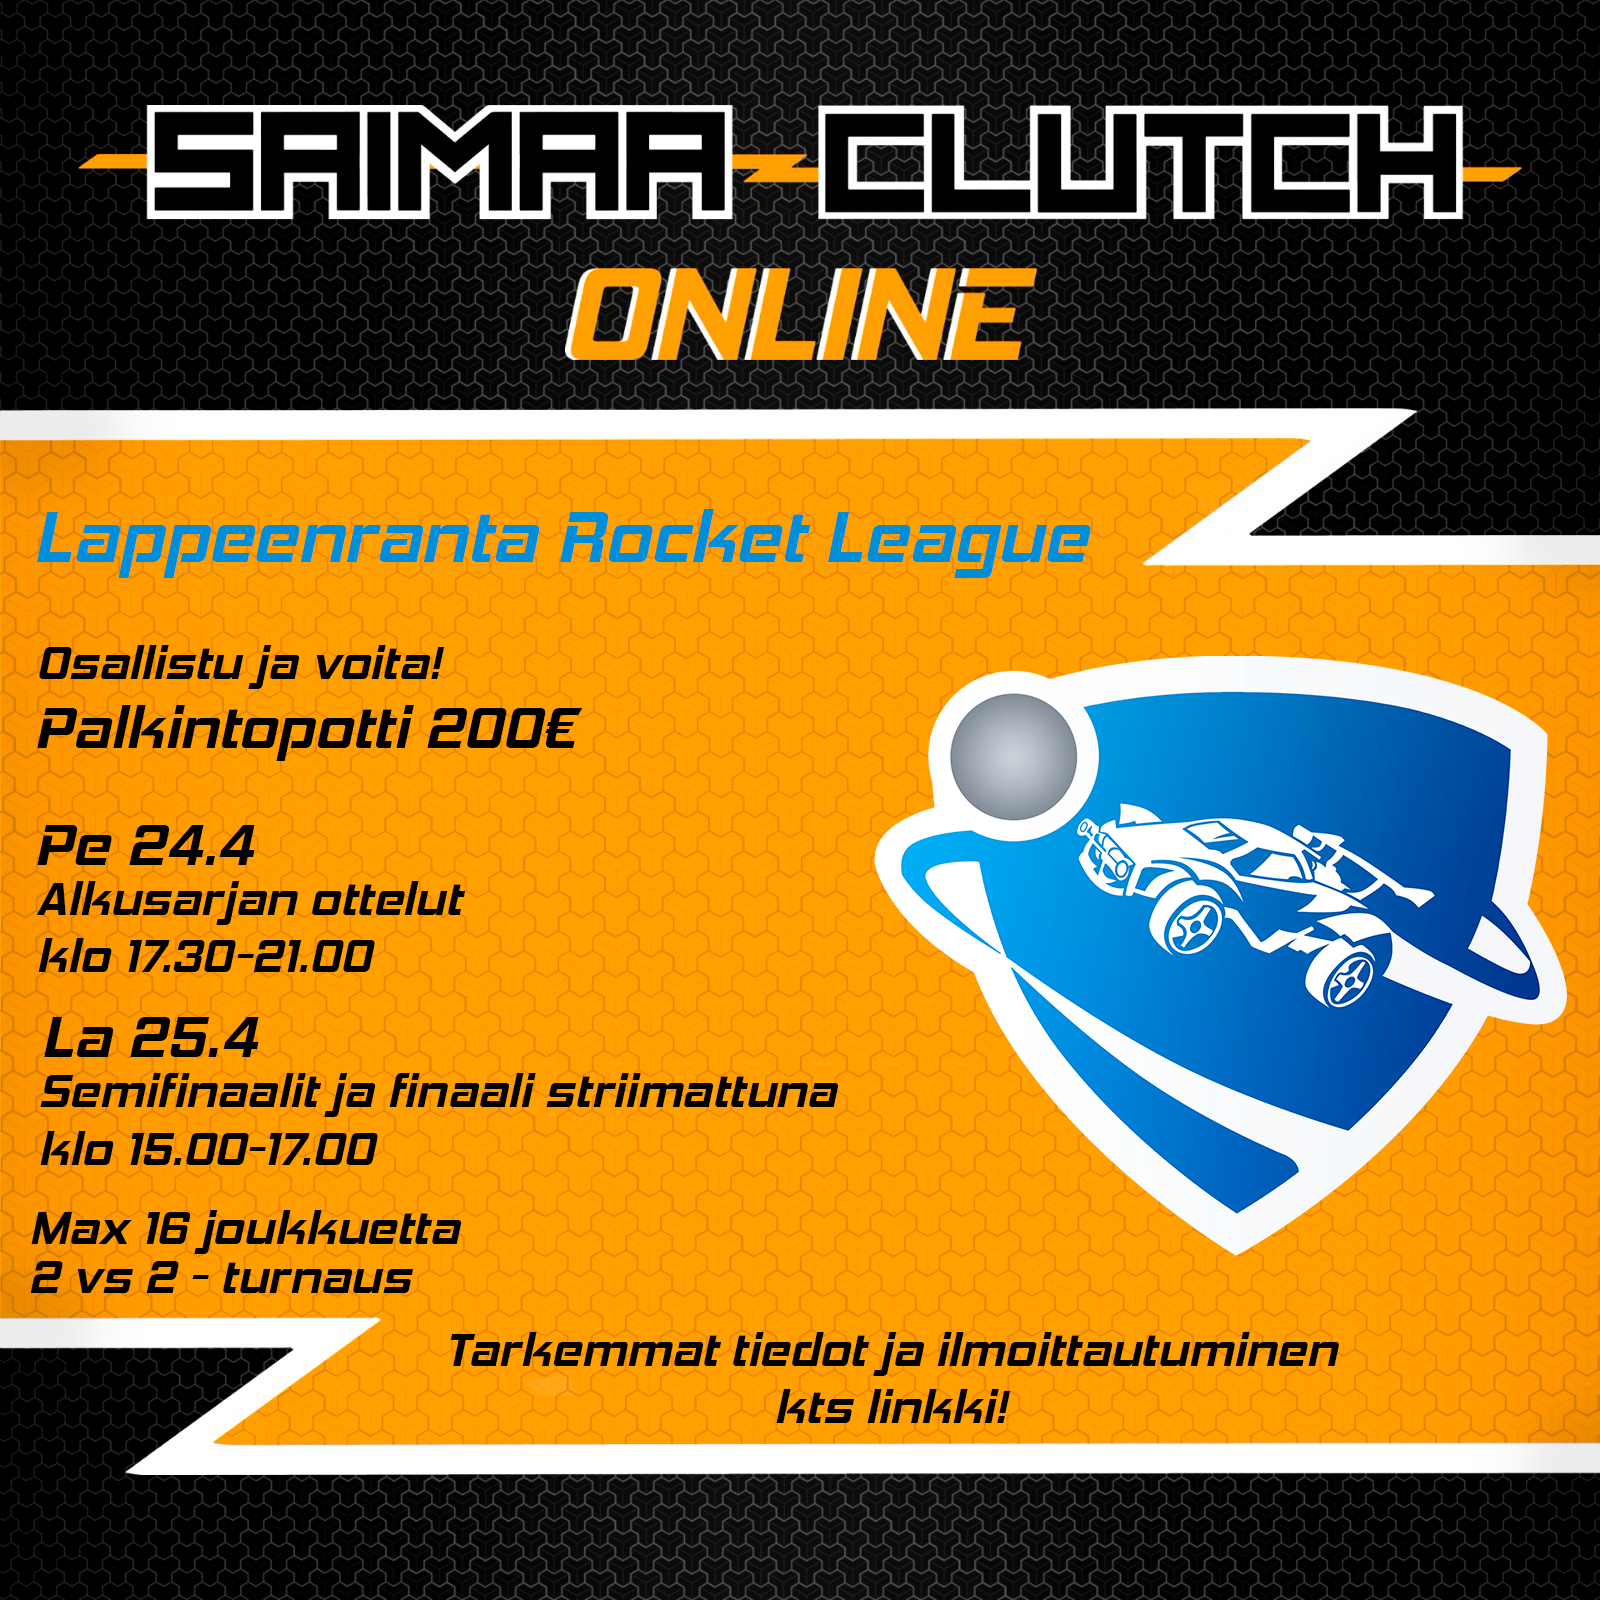 SAIMAA CLUTCH
ONLINE
Lappeenranta Rocket League
Osallistu ja voita!
Palkintopotti 200€
Pe 24.4
Alkusarjan ottelut
klo 17.30-21.00
La 25.4
Semifinaalit ja finaali striimattuna
klo 15.00-17.00
Max 16 joukkuetta
2 vs 2 - turnaus
Tarkemmat tiedot ja ilmoittautuminen
kts linkki!